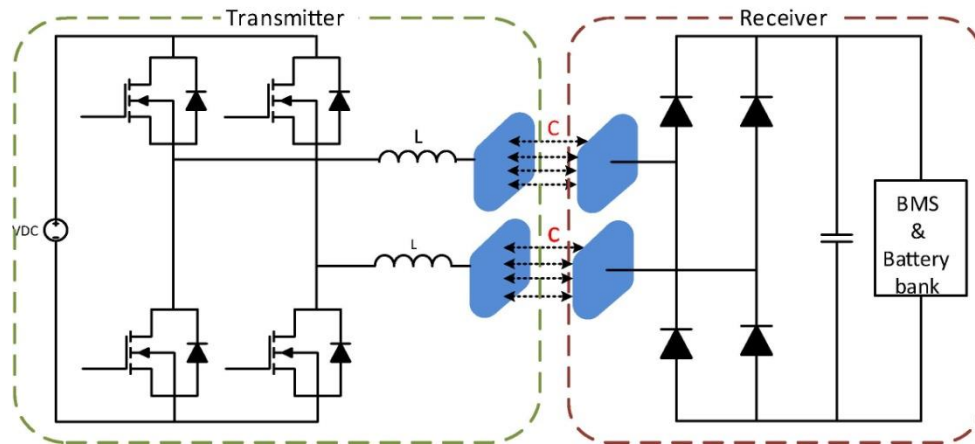 Transmitter
Receiver
VDC
L
C
L
C
BMS
&
Battery
bank